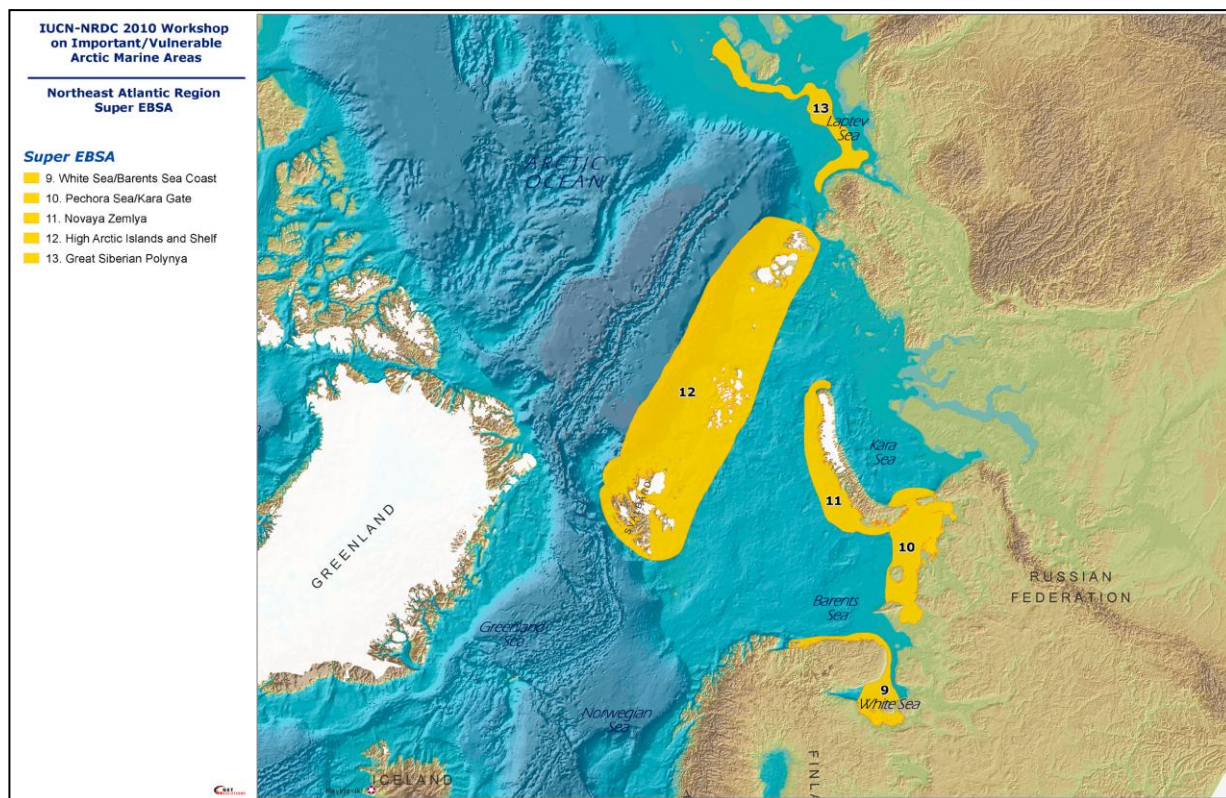 IUCN-NRDC 2010 Workshop
on Important/Vulnerable
Arctic Marine Areas
Northeast Atlantic Region
Super EBSA
Super EBSA
9. White Sea/Barents Sea Coast
10. Pechora Sea/Kara Gate
11. Novaya Zemlya
12. High Arctic Islands and Shelf
13. Great Siberian Polynya
13
Laptev
Sea
ARCTIC
OCEAN
12
Kara
Sea
11
SVALBARD
10
GREENLAND
RUSSIAN
FEDERATION
Barents
Sea
Greenland
Sea
9
White Sea
Norwegian
Sea
FINLA
ICELAND
Reykjavik